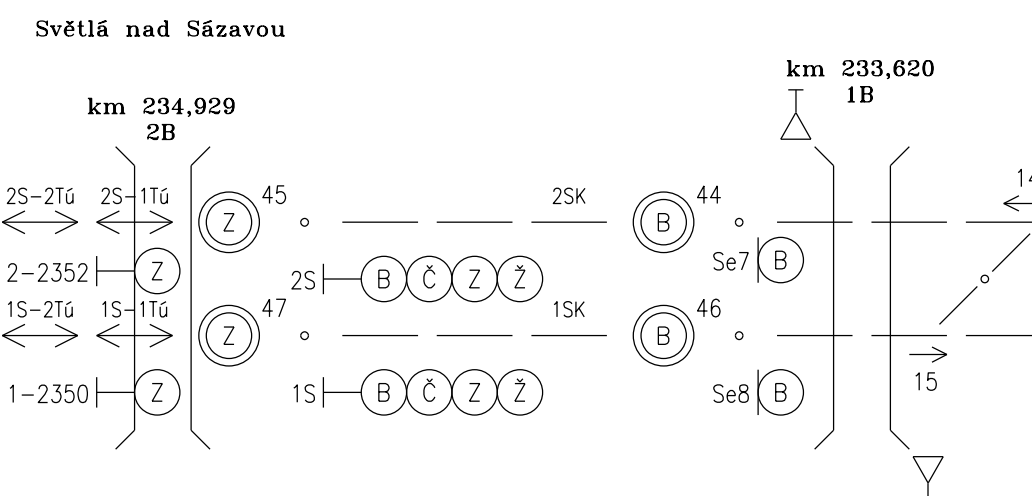 Světlá nad Sázavou
km 233,620
1B
km 234,929
2B
2S-2Tú 2S-1Tú Z 45 2SK B 44 14
2-2352 Z 2S B Č Z Ž Se7 B
1S-2Tú 1S-1Tú Z 47 1SK B 46
15
1-2350 Z 1S B Č Z Ž Se8 B